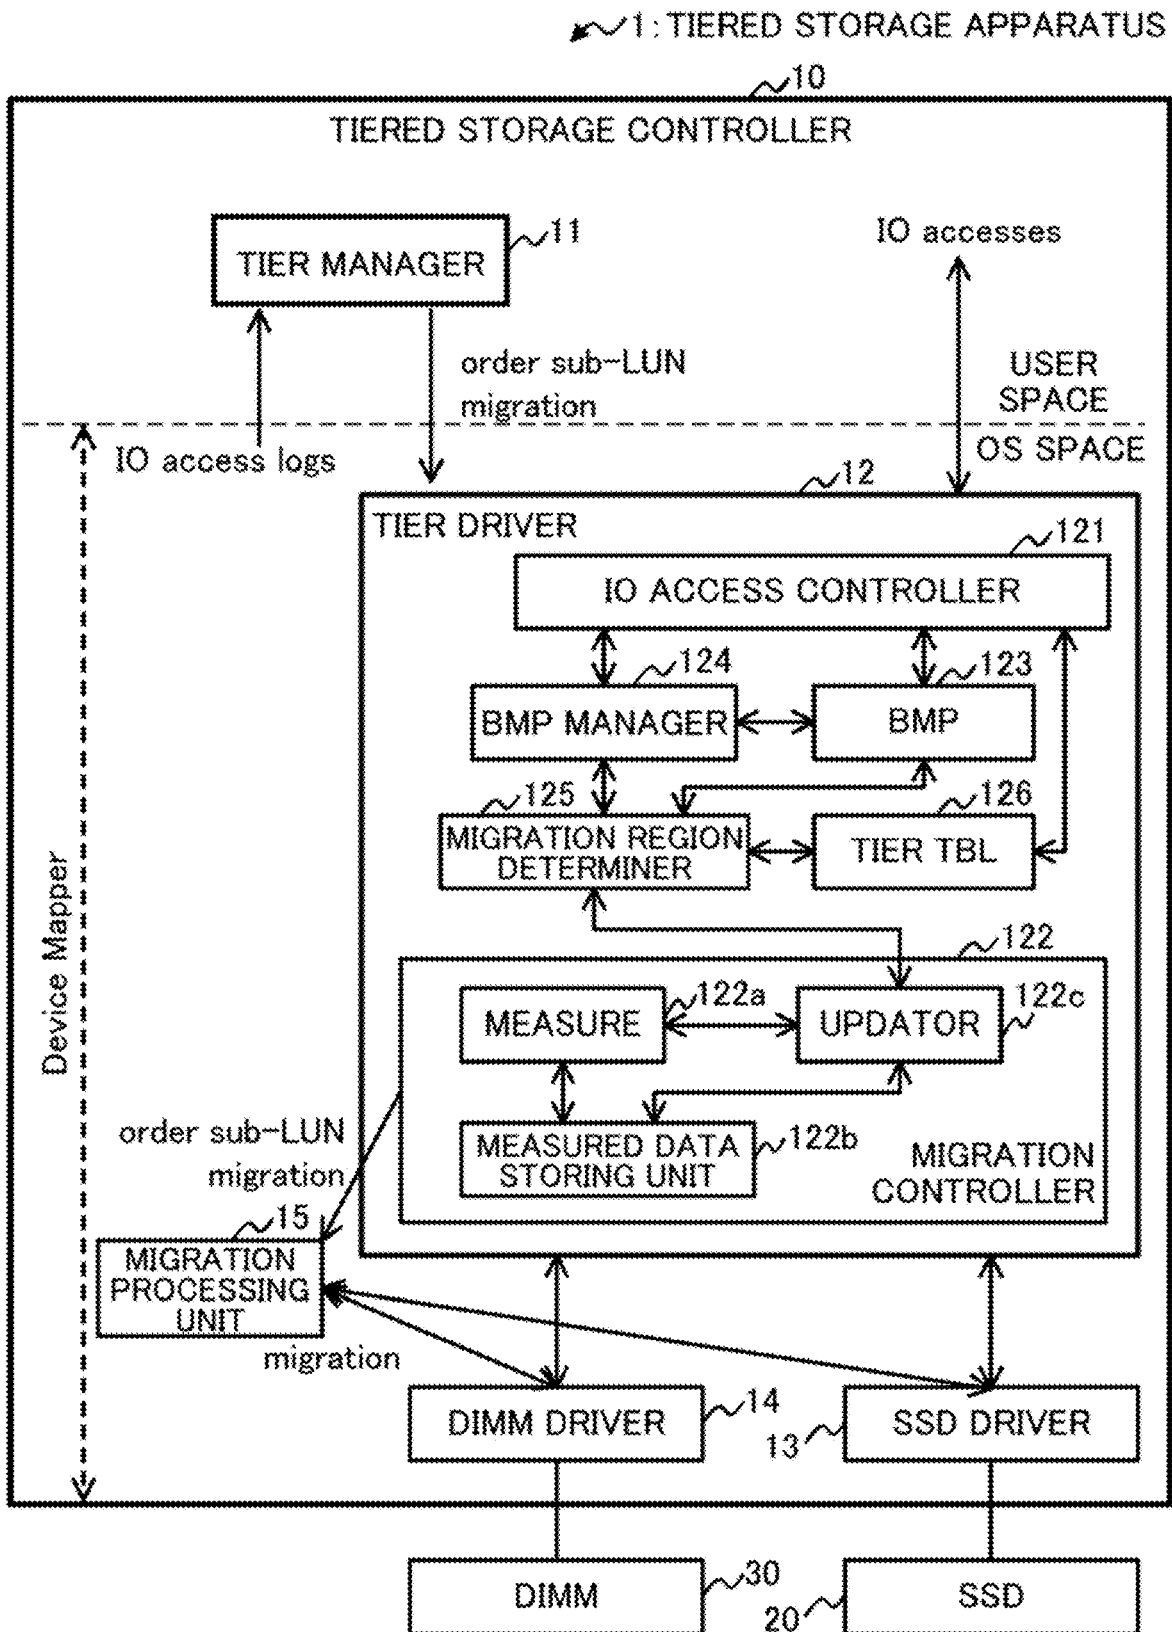 1: TIERED STORAGE APPARATUS
10
TIERED STORAGE CONTROLLER
11
TIER MANAGER
IO accesses
order sub-LUN
migration
USER
SPACE
IO access logs
OS SPACE
12
TIER DRIVER
121
IO ACCESS CONTROLLER
124
123
BMP MANAGER
BMP
125
126
MIGRATION REGION
DETERMINER
TIER TBL
Device Mapper
122
122a
122c
MEASURE
UPDATOR
order sub-LUN
migration
MEASURED DATA
STORING UNIT
122b
MIGRATION
CONTROLLER
15
MIGRATION
PROCESSING
UNIT
migration
DIMM DRIVER
14
13
SSD DRIVER
DIMM
30
20
SSD